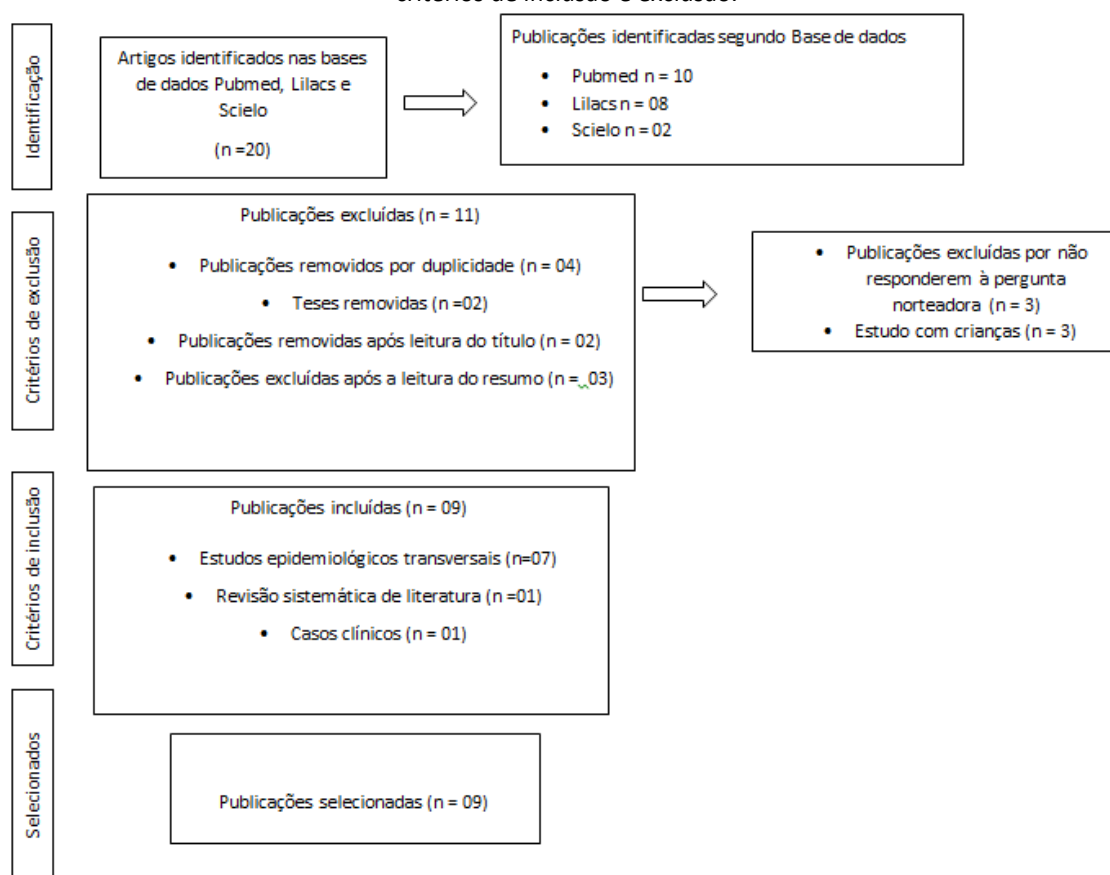 critérios de inclusão e exclusão.
Identificação
Artigos identificados nas bases
de dados Pubmed, Lilacs e
Scielo
(n =20)
Publicações identificadas segundo Base de dados
• Pubmed n = 10
• Lilacs n = 08
• Scielo n = 02
Critérios de exclusão
Publicações excluídas (n = 11)
• Publicações removidos por duplicidade (n = 04)
• Teses removidas (n =02)
• Publicações removidas após leitura do título (n = 02)
• Publicações excluídas após a leitura do resumo (n = 03)
• Publicações excluídas por não
responderem à pergunta
norteadora (n = 3)
• Estudo com crianças (n = 3)
Critérios de inclusão
Publicações incluídas (n = 09)
• Estudos epidemiológicos transversais (n=07)
• Revisão sistemática de literatura (n =01)
• Casos clínicos (n = 01)
Selecionados
Publicações selecionadas (n = 09)